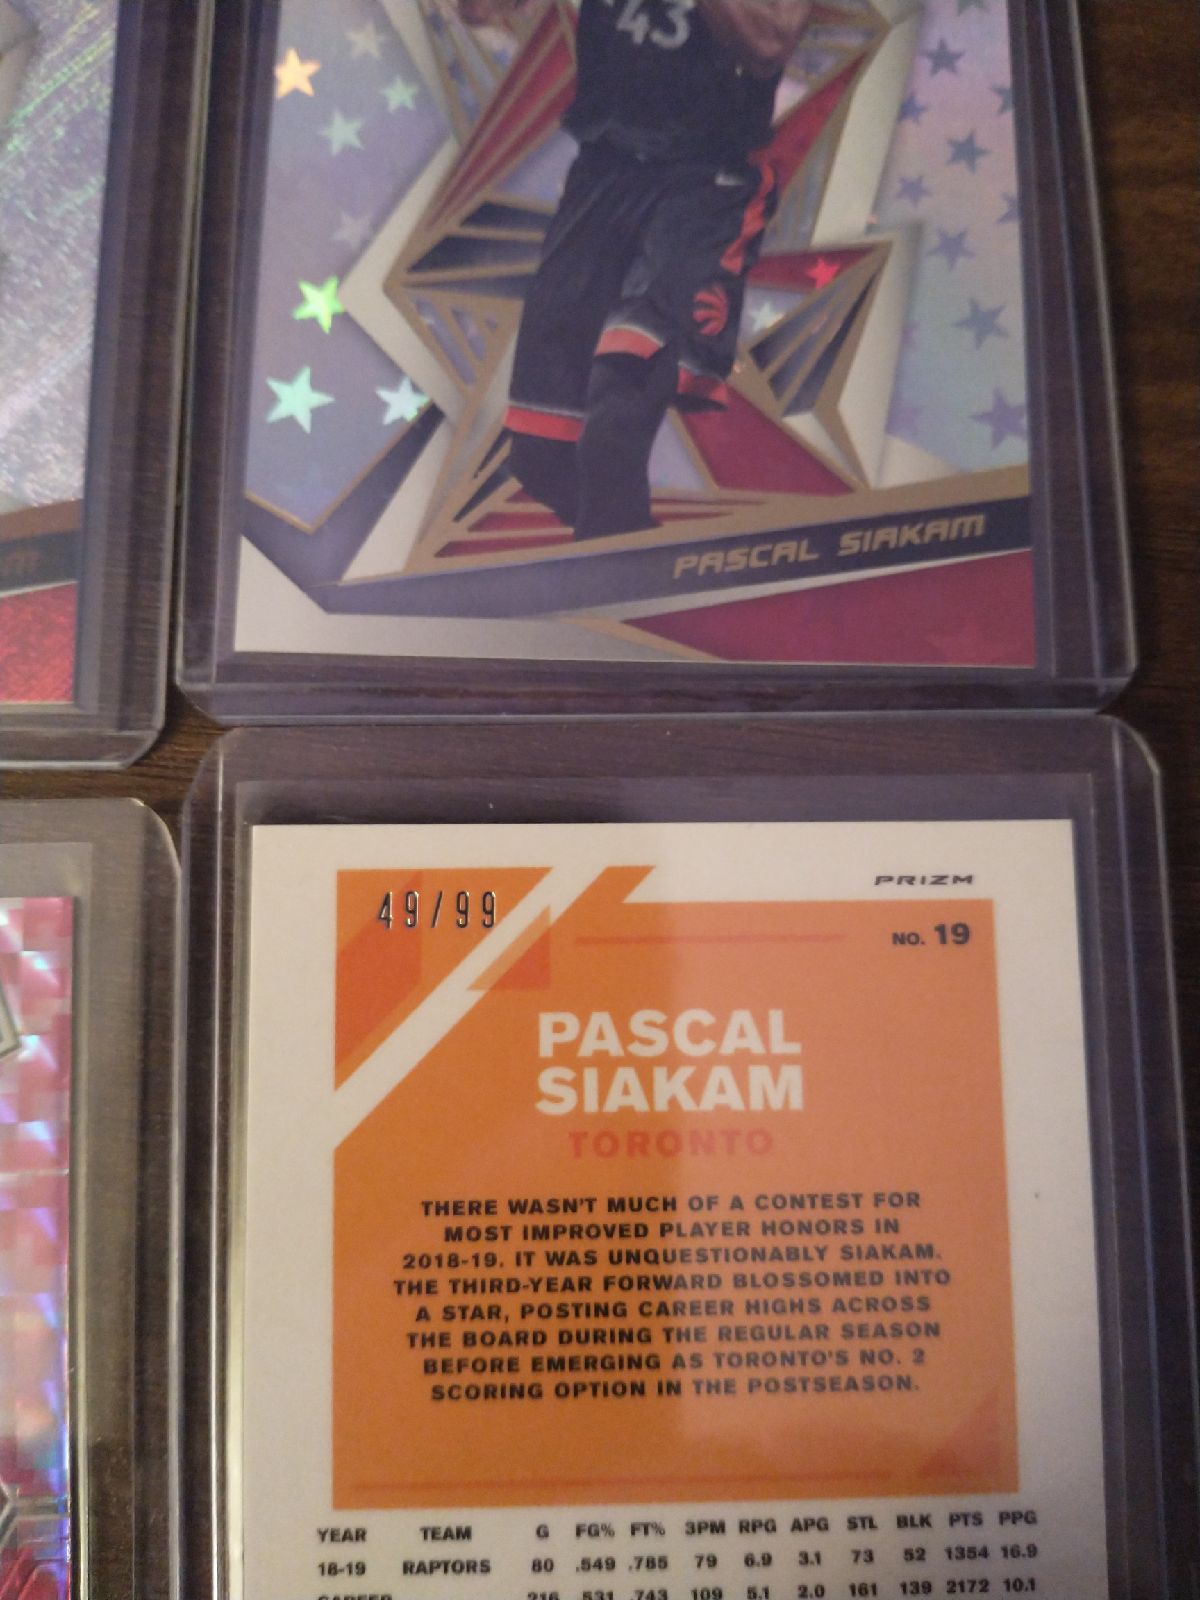 43
PASCAL SIAKAM
49/99
PRIZM
NO. 19
PASCAL
SIAKAM
TORONTO
THERE WASN'T MUCH OF A CONTEST FOR
MOST IMPROVED PLAYER HONORS IN
2018-19. IT WAS UNQUESTIONABLY SIAKAM.
THE THIRD-YEAR FORWARD BLOSSOMED INTO
A STAR, POSTING CAREER HIGHS ACROSS
THE BOARD DURING THE REGULAR SEASON
BEFORE EMERGING AS TORONTO'S NO. 2
SCORING OPTION IN THE POSTSEASON.
YEAR TEAM G FG% FT% 3PM RPG APG STL BLK PTS PPG
18-19 RAPTORS 80 .549 .785 79 6.9 3.1 73 52 1354 16.9
CAREER 216 .531 .743 109 5.1 2.0 161 139 2172 10.1